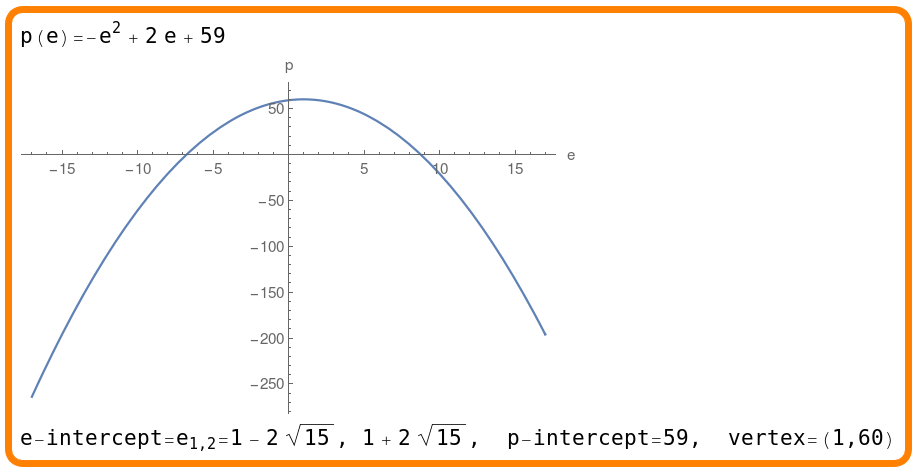 p(e)=-e² + 2 e + 59
p
50
-15 -10 -5 5 10 15 e
-50
-100
-150
-200
-250
e-intercept=e₁,₂=1 - 2 √15, 1 + 2 √15, p-intercept=59, vertex=(1,60)